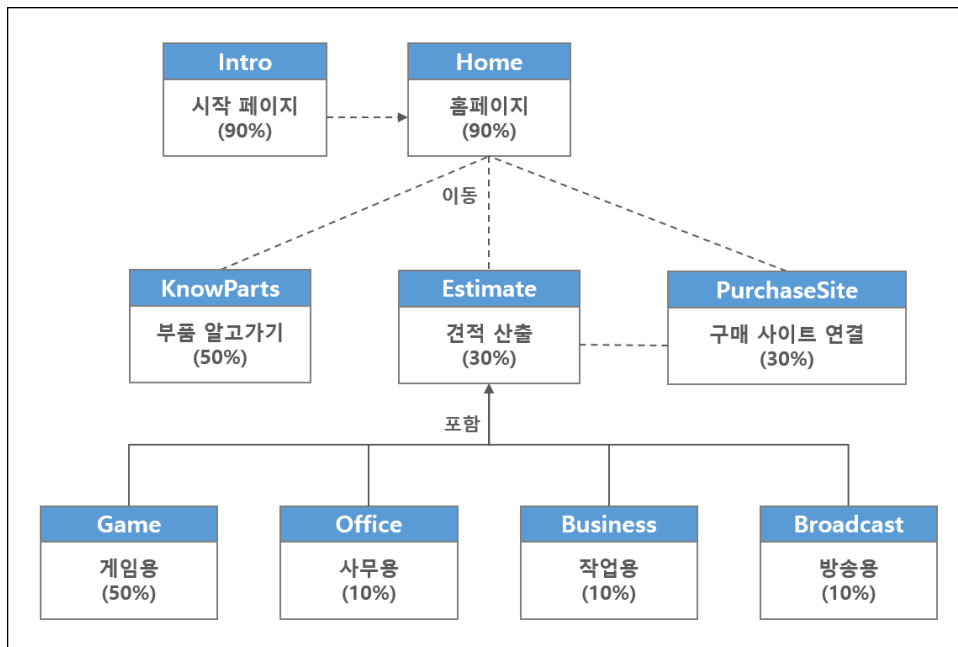 Intro
시작 페이지
(90%)
Home
홈페이지
(90%)
이동
KnowParts
부품 알고가기
(50%)
Estimate
견적 산출
(30%)
PurchaseSite
구매 사이트 연결
(30%)
포함
Game
게임용
(50%)
Office
사무용
(10%)
Business
작업용
(10%)
Broadcast
방송용
(10%)